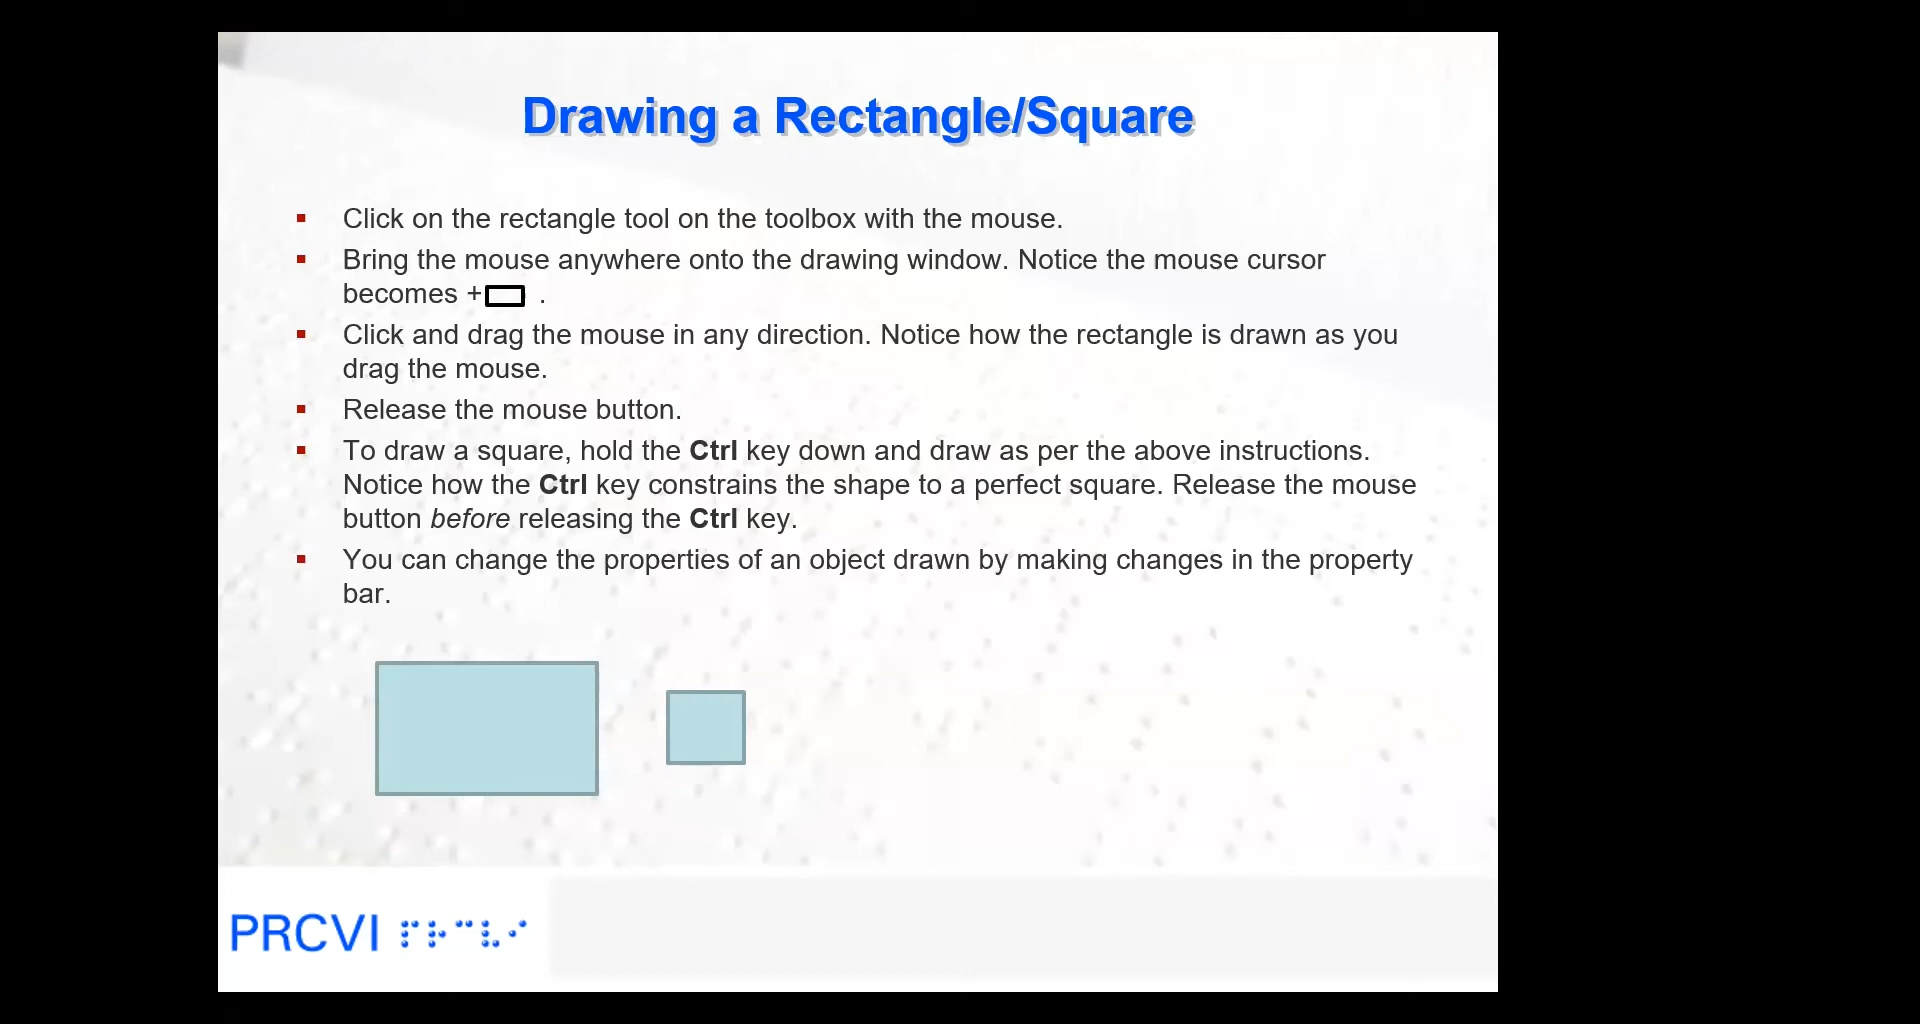 Drawing a Rectangle/Square
▪ Click on the rectangle tool on the toolbox with the mouse.
▪ Bring the mouse anywhere onto the drawing window. Notice the mouse cursor
becomes + .
▪ Click and drag the mouse in any direction. Notice how the rectangle is drawn as you
drag the mouse.
▪ Release the mouse button.
▪ To draw a square, hold the Ctrl key down and draw as per the above instructions.
Notice how the Ctrl key constrains the shape to a perfect square. Release the mouse
button before releasing the Ctrl key.
▪ You can change the properties of an object drawn by making changes in the property
bar.
PRCVI ⠏⠗⠉⠧⠊